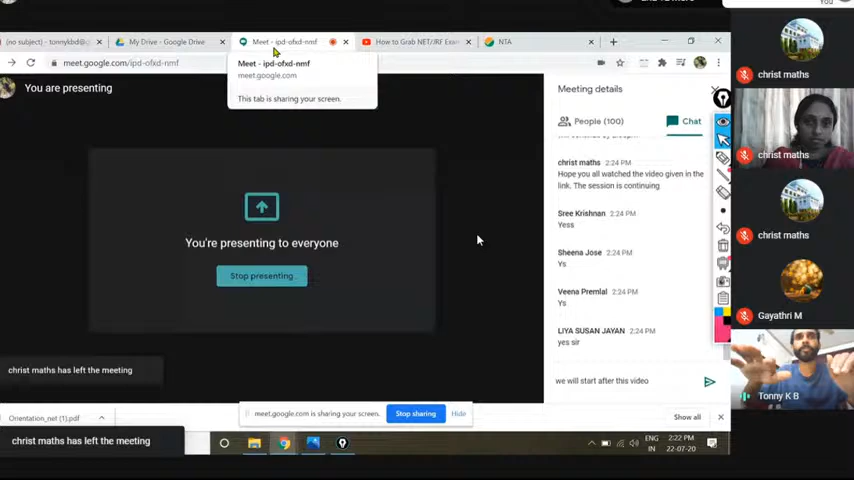 You
(no subject) - tonnykbd@
My Drive - Google Drive
Meet - ipd-ofxd-nmf
How to Grab NET/JRF Exam
NTA
meet.google.com/ipd-ofxd-nmf
Meet - ipd-ofxd-nmf
meet.google.com
This tab is sharing your screen.
You are presenting
You're presenting to everyone
Stop presenting
Meeting details
People (100)
Chat
christ maths 2:24 PM
Hope you all watched the video given in the
link. The session is continuing
Sree Krishnan 2:24 PM
Yess
Sheena Jose 2:24 PM
Ys
Veena Premlal 2:24 PM
Ys
LIYA SUSAN JAYAN 2:24 PM
yes sir
we will start after this video
christ maths has left the meeting
Orientation_net (1).pdf
meet.google.com is sharing your screen.
Stop sharing
Hide
Show all
christ maths has left the meeting
ENG
IN
2:22 PM
22-07-20
christ maths
christ maths
christ maths
Gayathri M
Tonny K B